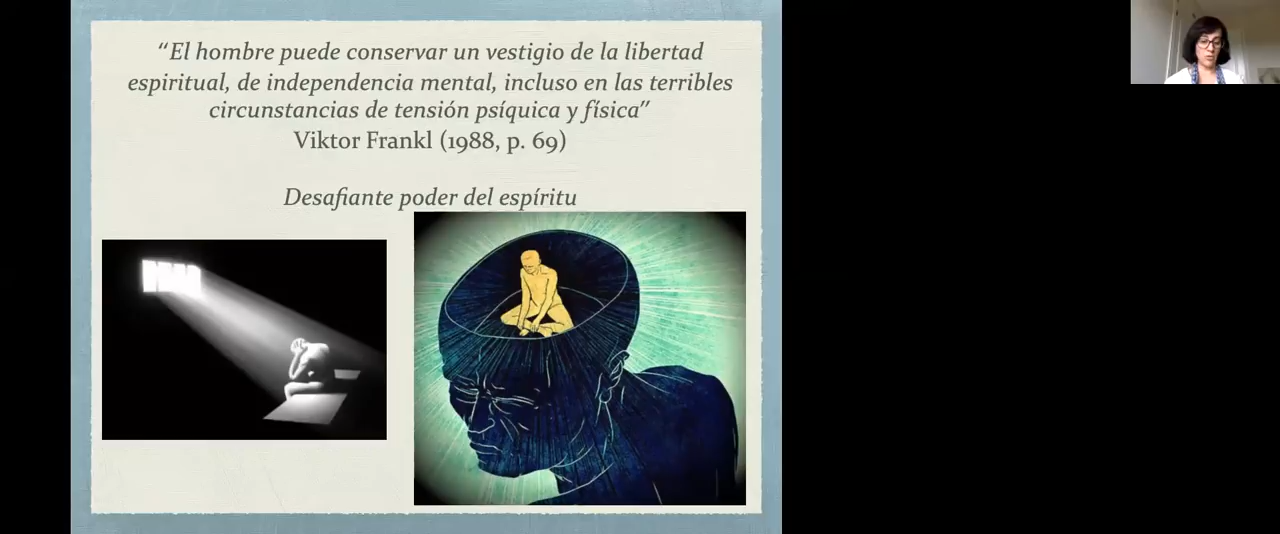 “El hombre puede conservar un vestigio de la libertad
espiritual, de independencia mental, incluso en las terribles
circunstancias de tensión psíquica y física”
Viktor Frankl (1988, p. 69)
Desafiante poder del espíritu